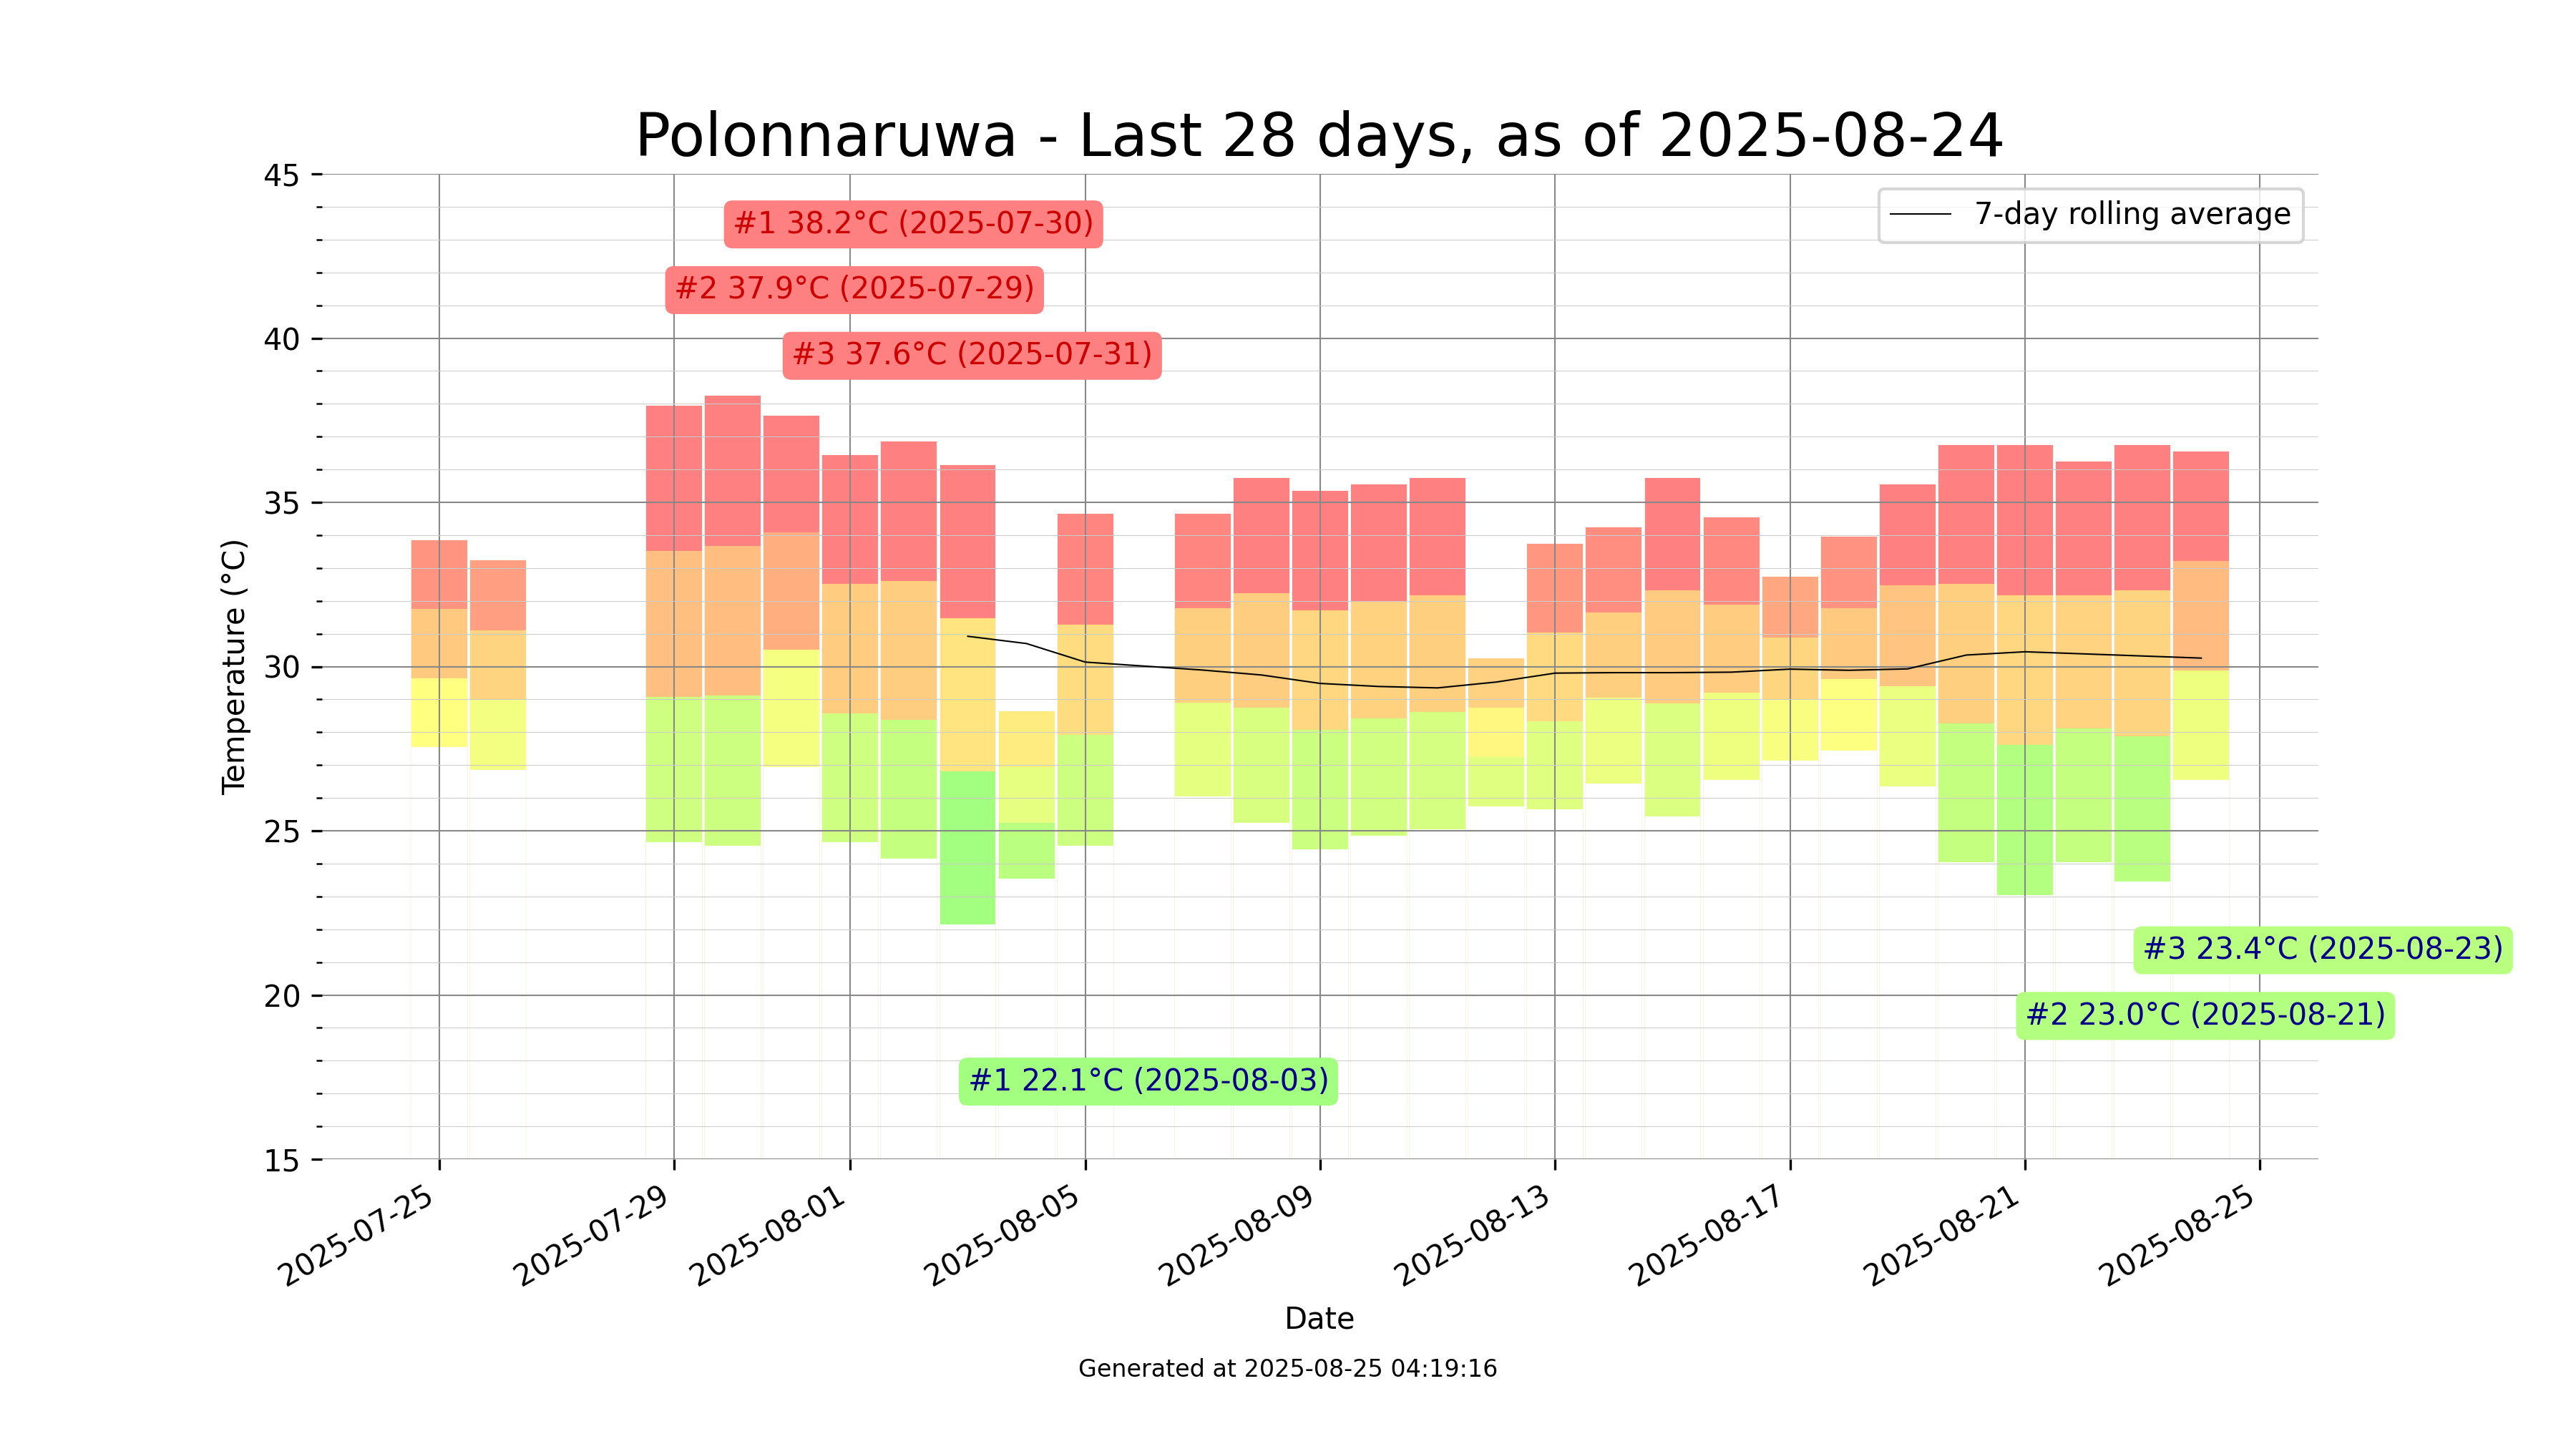 Polonnaruwa - Last 28 days, as of 2025-08-24
45
7-day rolling average
#1 38.2°C (2025-07-30)
#2 37.9°C (2025-07-29)
40
#3 37.6°C (2025-07-31)
35
Temperature (°C)
30
25
#3 23.4°C (2025-08-23)
20
#2 23.0°C (2025-08-21)
#1 22.1°C (2025-08-03)
15
2025-07-25
2025-07-29
2025-08-01
2025-08-05
2025-08-09
2025-08-13
2025-08-17
2025-08-21
2025-08-25
Date
Generated at 2025-08-25 04:19:16